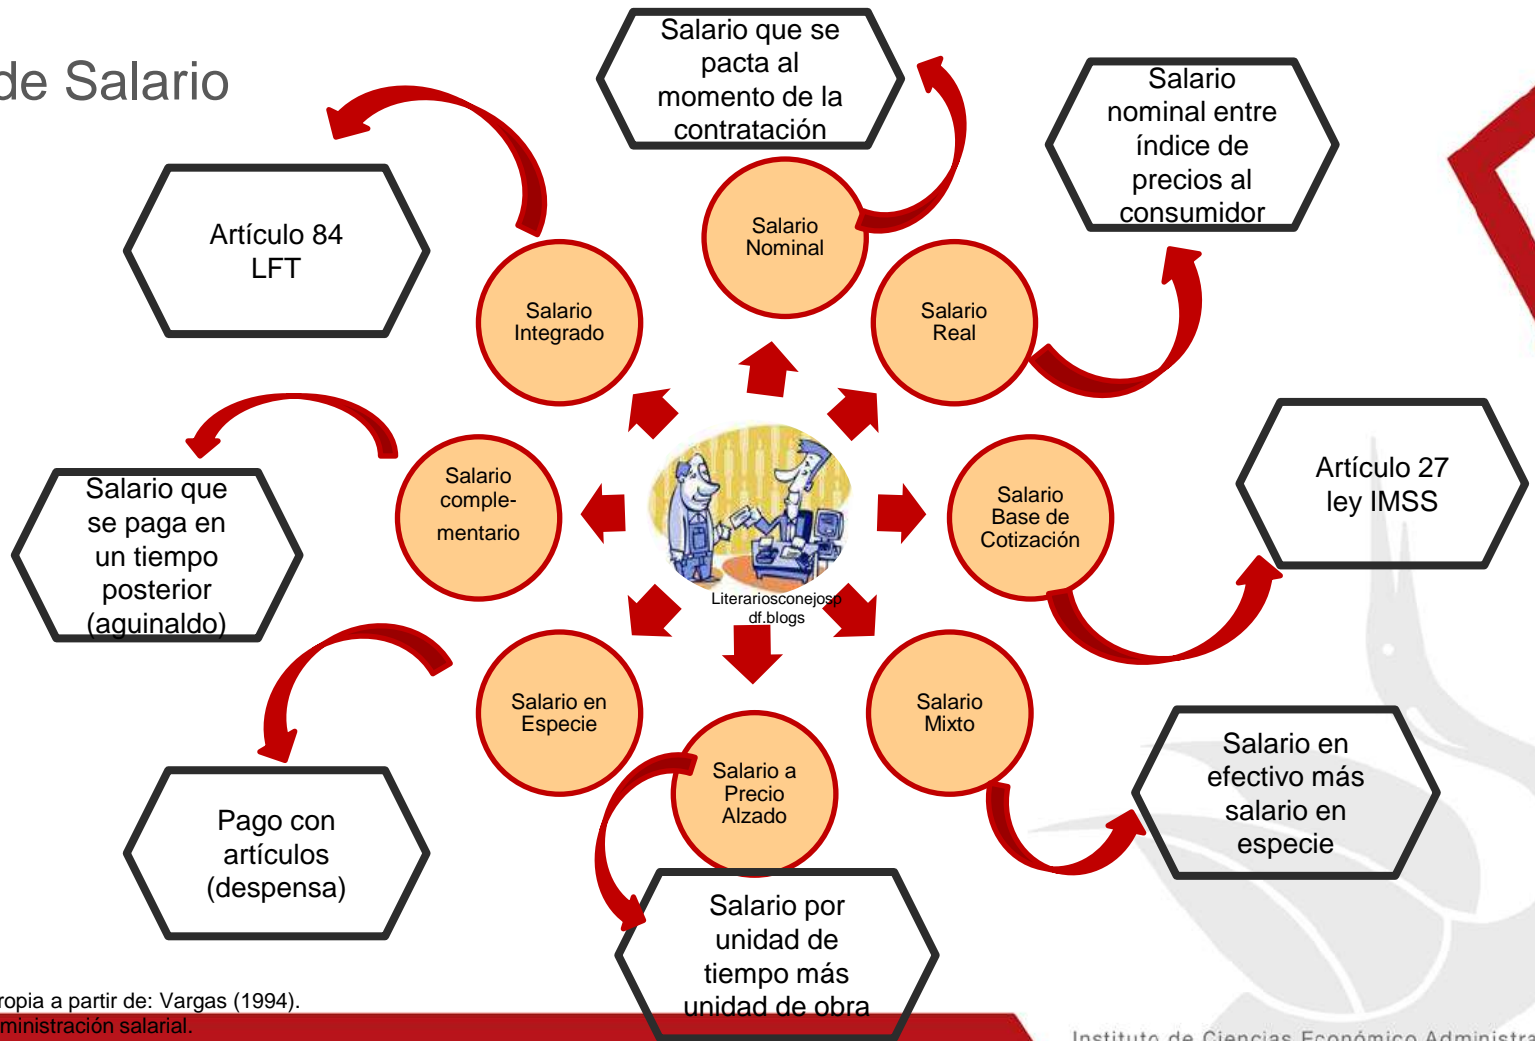 de Salario
Salario que se
pacta al
momento de la
contratación
Salario
nominal entre
índice de
precios al
consumidor
Artículo 84
LFT
Salario
Nominal
Salario
Integrado
Salario
Real
Salario que
se paga en
un tiempo
posterior
(aguinaldo)
Salario
comple-
mentario
Salario
Base de
Cotización
Artículo 27
ley IMSS
Literariosconejosp
df.blogs
Salario en
Especie
Salario
Mixto
Salario a
Precio
Alzado
Pago con
artículos
(despensa)
Salario en
efectivo más
salario en
especie
Salario por
unidad de
tiempo más
unidad de obra
ropia a partir de: Vargas (1994).
ministración salarial.
Instituto de Ciencias Económico Administra